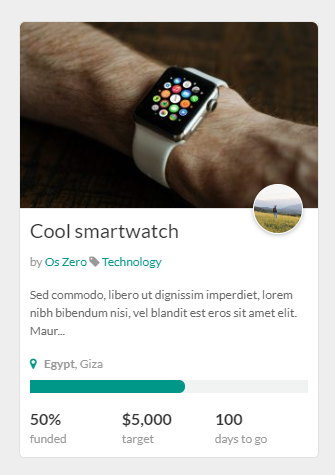 Cool smartwatch
by Os Zero Technology
Sed commodo, libero ut dignissim imperdiet, lorem
nibh bibendum nisi, vel blandit est eros sit amet elit.
Maur...
Egypt, Giza
50% $5,000 100
funded target days to go